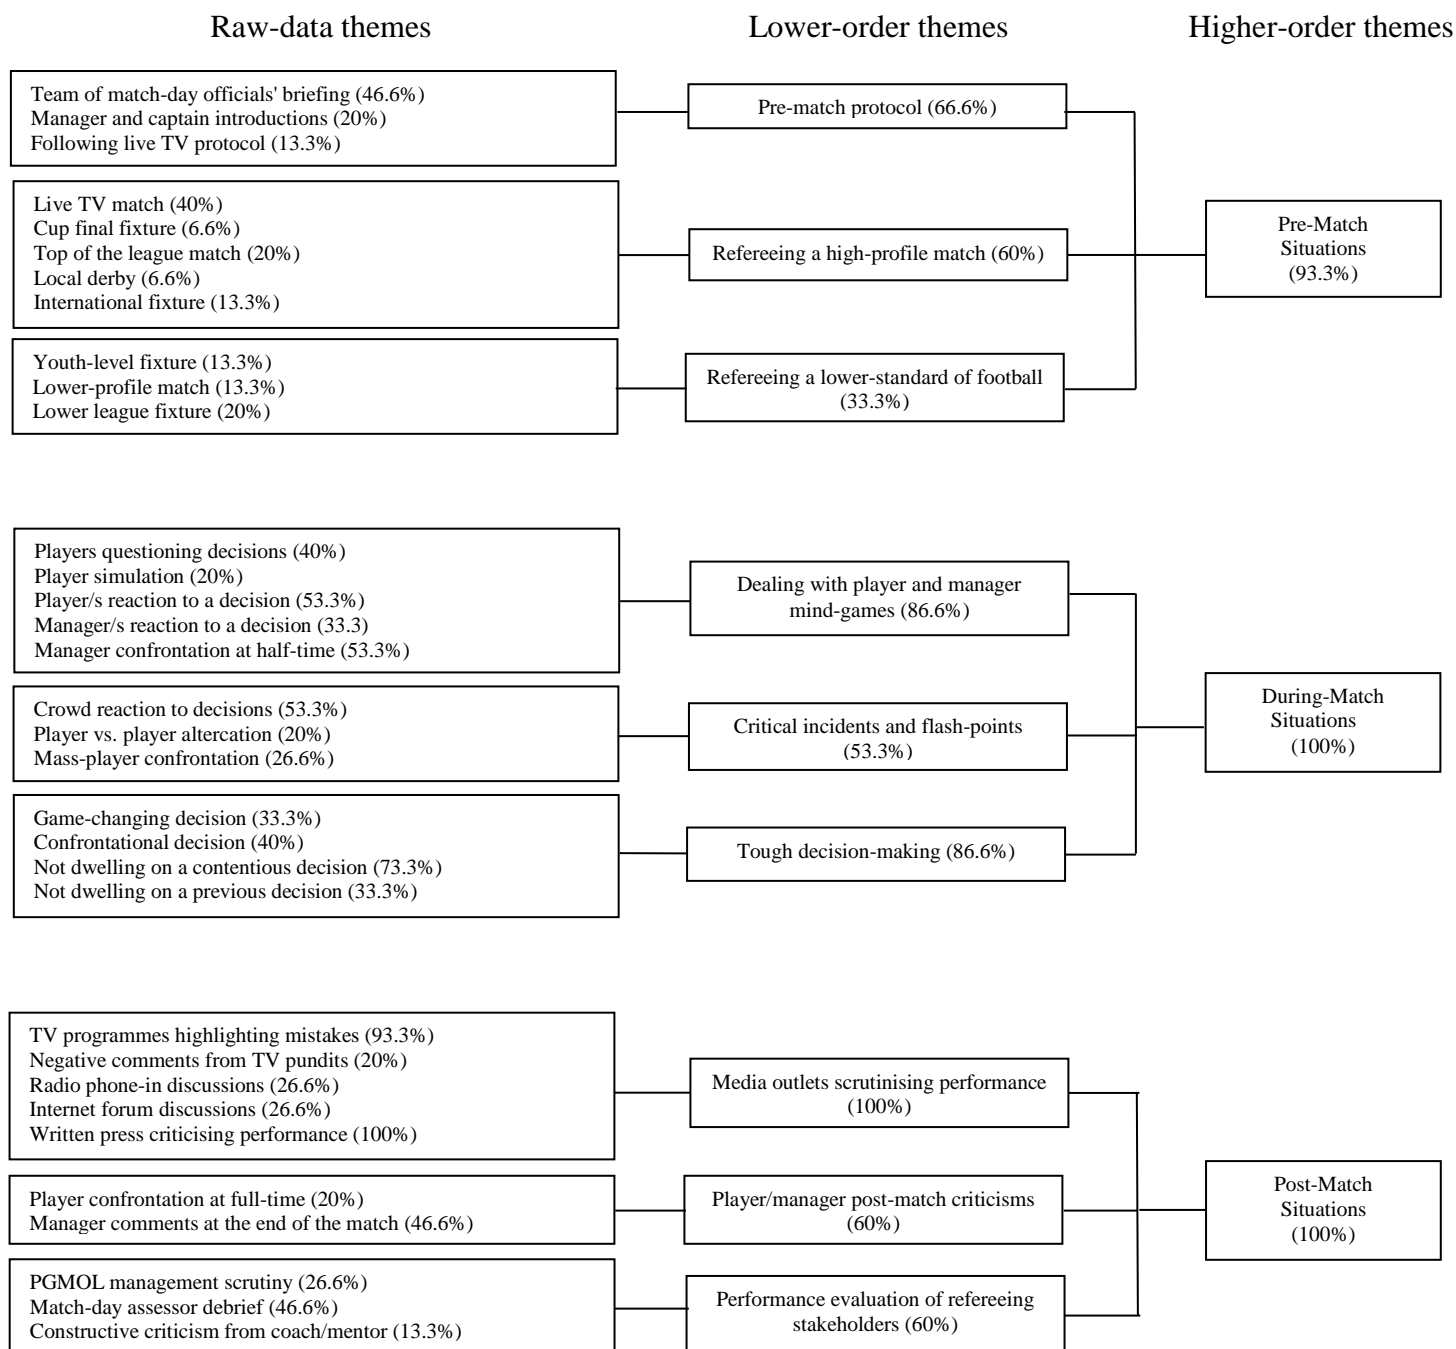 Raw-data themes
Lower-order themes
Higher-order themes
Team of match-day officials' briefing (46.6%)
Manager and captain introductions (20%)
Following live TV protocol (13.3%)
Pre-match protocol (66.6%)
Live TV match (40%)
Cup final fixture (6.6%)
Top of the league match (20%)
Local derby (6.6%)
International fixture (13.3%)
Refereeing a high-profile match (60%)
Youth-level fixture (13.3%)
Lower-profile match (13.3%)
Lower league fixture (20%)
Refereeing a lower-standard of football
(33.3%)
Pre-Match
Situations
(93.3%)
Players questioning decisions (40%)
Player simulation (20%)
Player/s reaction to a decision (53.3%)
Manager/s reaction to a decision (33.3)
Manager confrontation at half-time (53.3%)
Dealing with player and manager
mind-games (86.6%)
Crowd reaction to decisions (53.3%)
Player vs. player altercation (20%)
Mass-player confrontation (26.6%)
Critical incidents and flash-points
(53.3%)
Game-changing decision (33.3%)
Confrontational decision (40%)
Not dwelling on a contentious decision (73.3%)
Not dwelling on a previous decision (33.3%)
Tough decision-making (86.6%)
During-Match
Situations
(100%)
TV programmes highlighting mistakes (93.3%)
Negative comments from TV pundits (20%)
Radio phone-in discussions (26.6%)
Internet forum discussions (26.6%)
Written press criticising performance (100%)
Media outlets scrutinising performance
(100%)
Player confrontation at full-time (20%)
Manager comments at the end of the match (46.6%)
Player/manager post-match criticisms
(60%)
PGMOL management scrutiny (26.6%)
Match-day assessor debrief (46.6%)
Constructive criticism from coach/mentor (13.3%)
Performance evaluation of refereeing
stakeholders (60%)
Post-Match
Situations
(100%)